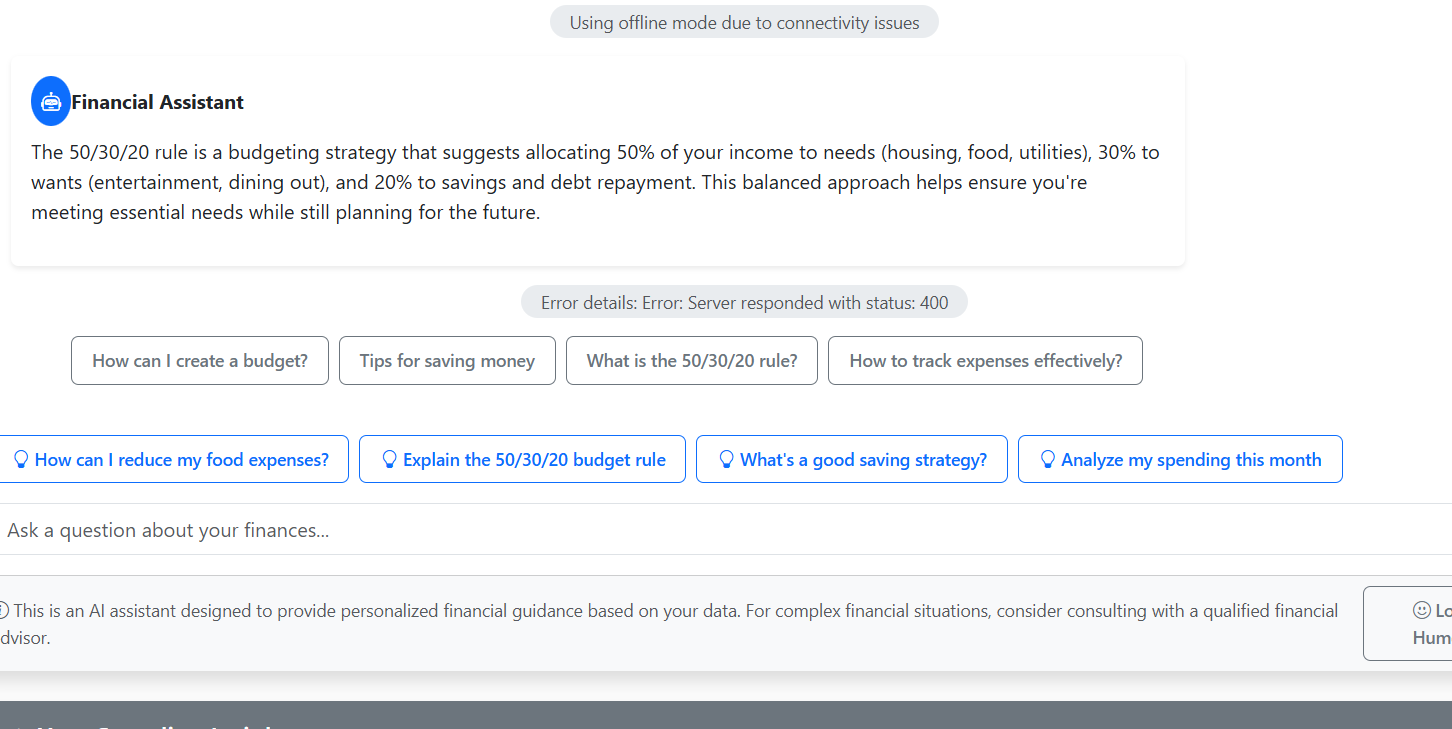 Using offline mode due to connectivity issues
Financial Assistant
The 50/30/20 rule is a budgeting strategy that suggests allocating 50% of your income to needs (housing, food, utilities), 30% to
wants (entertainment, dining out), and 20% to savings and debt repayment. This balanced approach helps ensure you're
meeting essential needs while still planning for the future.
Error details: Error: Server responded with status: 400
How can I create a budget? Tips for saving money What is the 50/30/20 rule? How to track expenses effectively?
How can I reduce my food expenses? Explain the 50/30/20 budget rule What's a good saving strategy? Analyze my spending this month
Ask a question about your finances...
This is an AI assistant designed to provide personalized financial guidance based on your data. For complex financial situations, consider consulting with a qualified financial
dvisor.
Lo
Hum